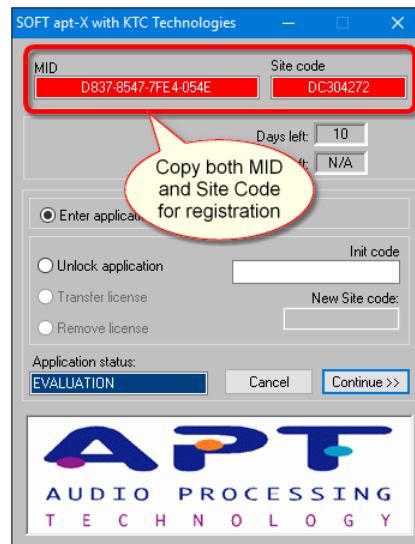 SOFT apt-X with KTC Technologies
MID
Site code
D837-8547-7FE4-054E
DC304272
Days left:
10
N/A
Copy both MID
and Site Code
for registration
Enter
Init code
Unlock application
Transfer license
New Site code:
Remove license
Application status:
EVALUATION
Cancel
Continue >>
APT
AUDIO PROCESSING
TECHNOLOGY